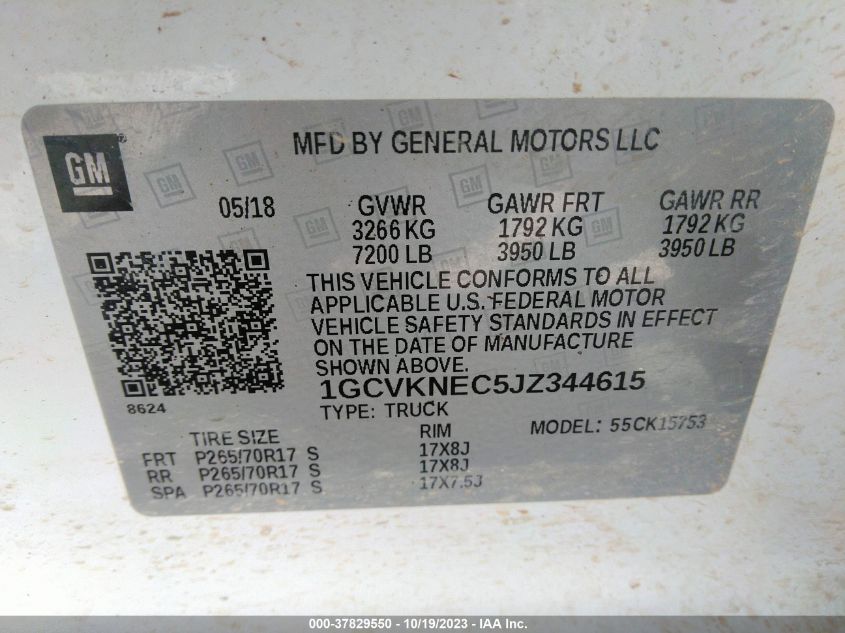 GM
MFD BY GENERAL MOTORS LLC
05/18
GVWR GAWR FRT GAWR RR
3266 KG 1792 KG 1792 KG
7200 LB 3950 LB 3950 LB
THIS VEHICLE CONFORMS TO ALL
APPLICABLE U.S. FEDERAL MOTOR
VEHICLE SAFETY STANDARDS IN EFFECT
ON THE DATE OF MANUFACTURE
SHOWN ABOVE.
1GCVKNEC5JZ344615
8624
TYPE: TRUCK
MODEL: 55CK15753
TIRE SIZE RIM
FRT P265/70R17 S 17X8J
RR P265/70R17 S 17X8J
SPA P265/70R17 S 17X7.5J
000-37829550 - 10/19/2023 - IAA Inc.